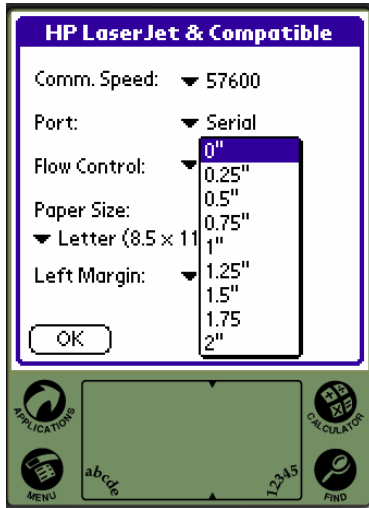 HP LaserJet & Compatible
Comm. Speed: 57600
Port: Serial
Flow Control:
Paper Size:
Letter (8.5 x 11
Left Margin:
0"
0.25"
0.5"
0.75"
1"
1.25"
1.5"
1.75
2"
OK
APPLICATIONS
CALCULATOR
MENU
abcde
12345
FIND